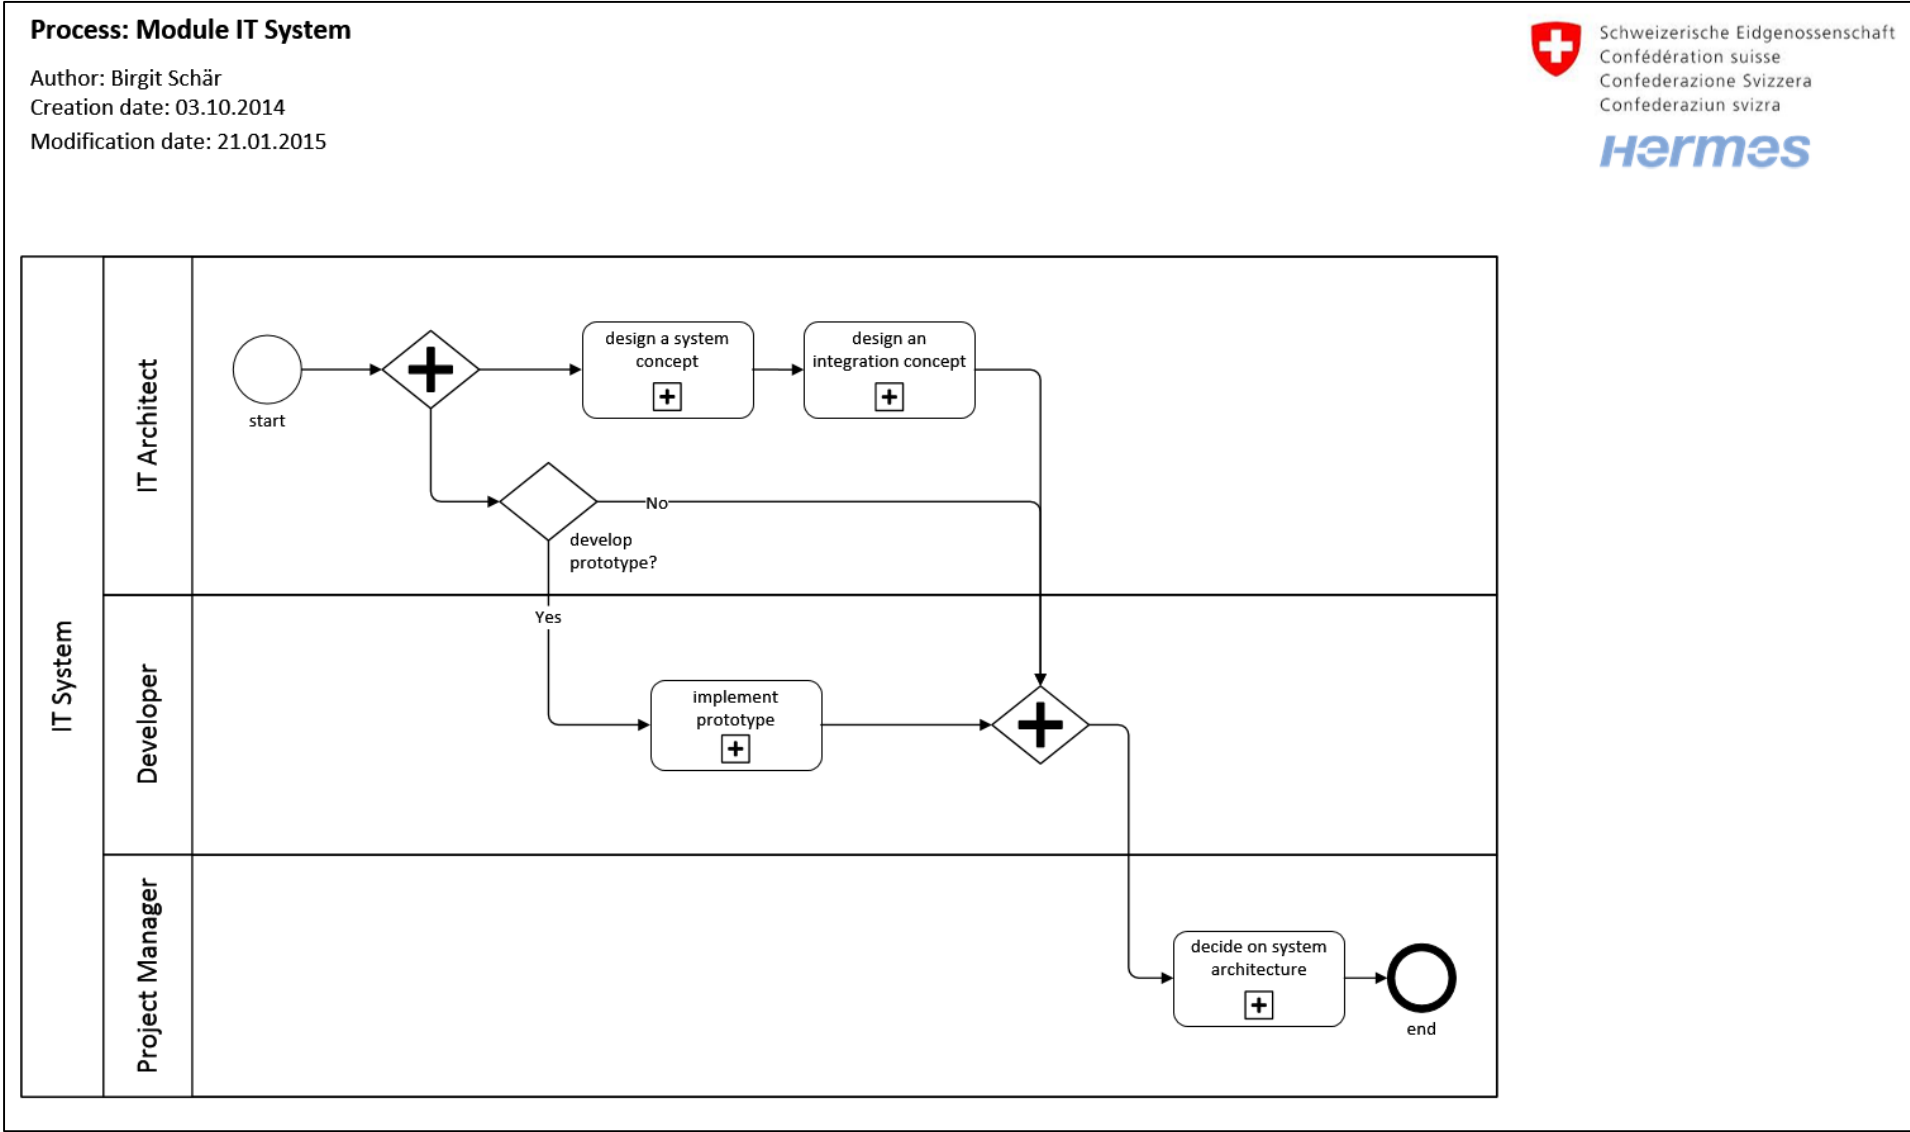 Process: Module IT System
Author: Birgit Schär
Creation date: 03.10.2014
Modification date: 21.01.2015
Schweizerische Eidgenossenschaft
Confédération suisse
Confederazione Svizzera
Confederaziun svizra
Hermes
IT System
IT Architect
start
design a system
concept
design an
integration concept
develop
prototype?
No
Yes
Developer
implement
prototype
Project Manager
decide on system
architecture
end